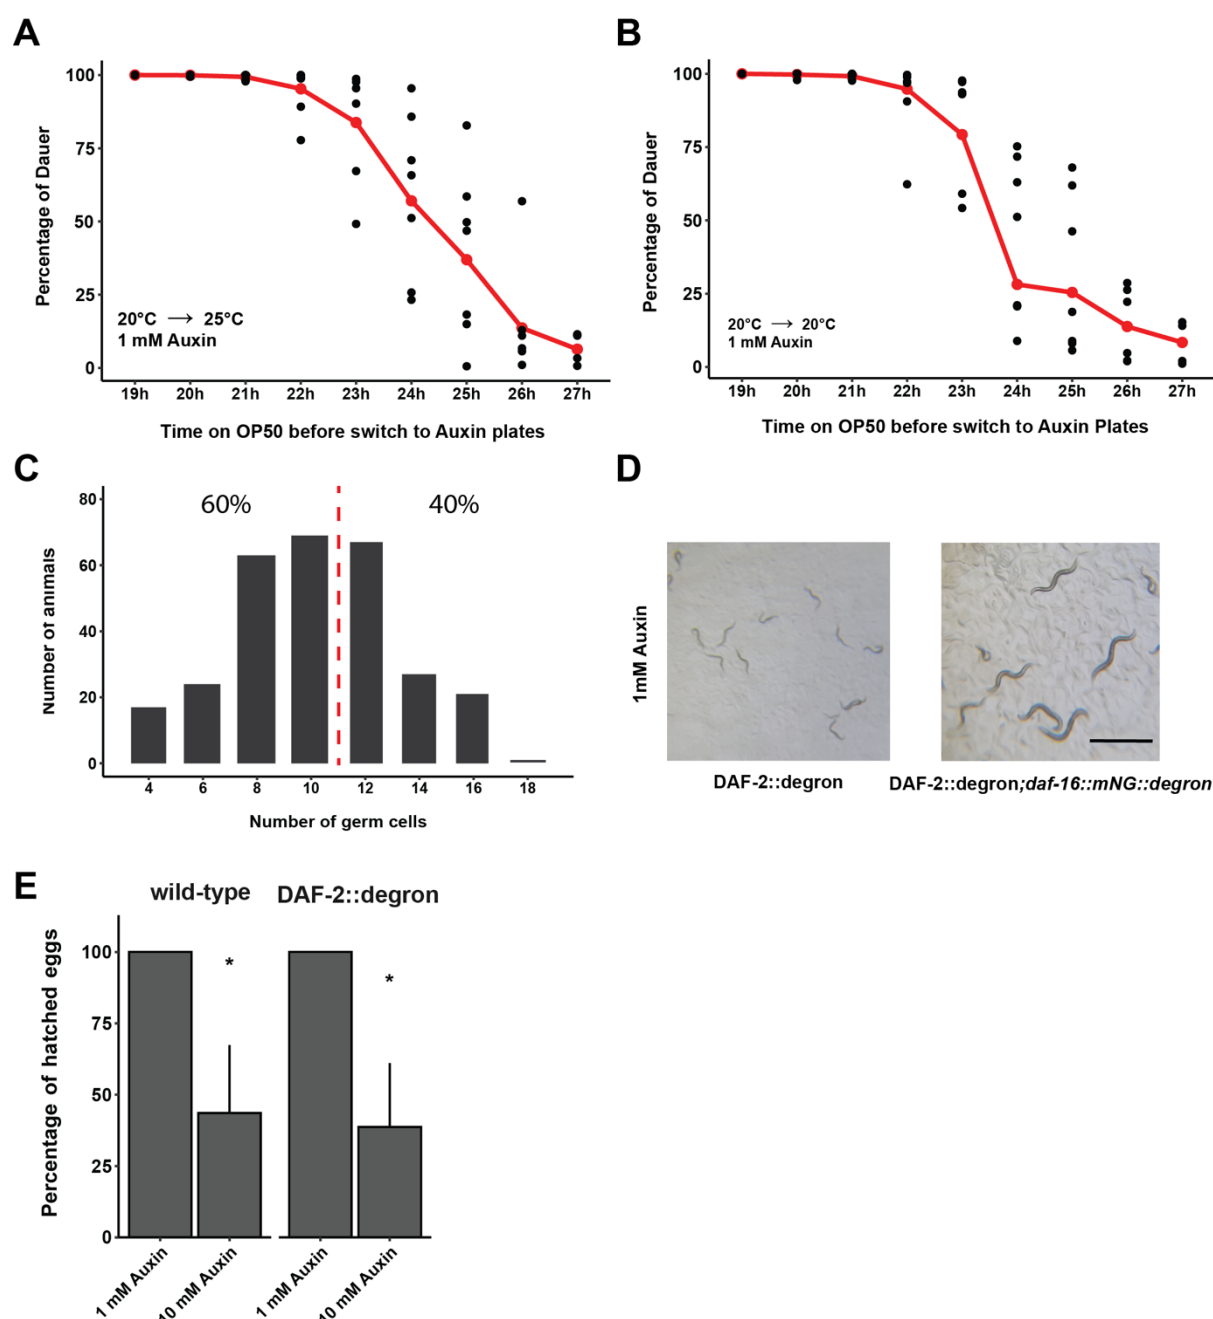 A
100
75
50
25
0
Percentage of Dauer
20°C → 25°C
1 mM Auxin
19h 20h 21h 22h 23h 24h 25h 26h 27h
Time on OP50 before switch to Auxin plates
B
100
75
50
25
0
Percentage of Dauer
20°C → 20°C
1 mM Auxin
19h 20h 21h 22h 23h 24h 25h 26h 27h
Time on OP50 before switch to Auxin Plates
C
80
60
40
20
0
Number of animals
60% 40%
4 6 8 10 12 14 16 18
Number of germ cells
D
1mM Auxin
DAF-2::degron
DAF-2::degron;daf-16::mNG::degron
E
wild-type DAF-2::degron
100
75
50
25
0
Percentage of hatched eggs
* *
1 mM Auxin 10 mM Auxin 1 mM Auxin 10 mM Auxin